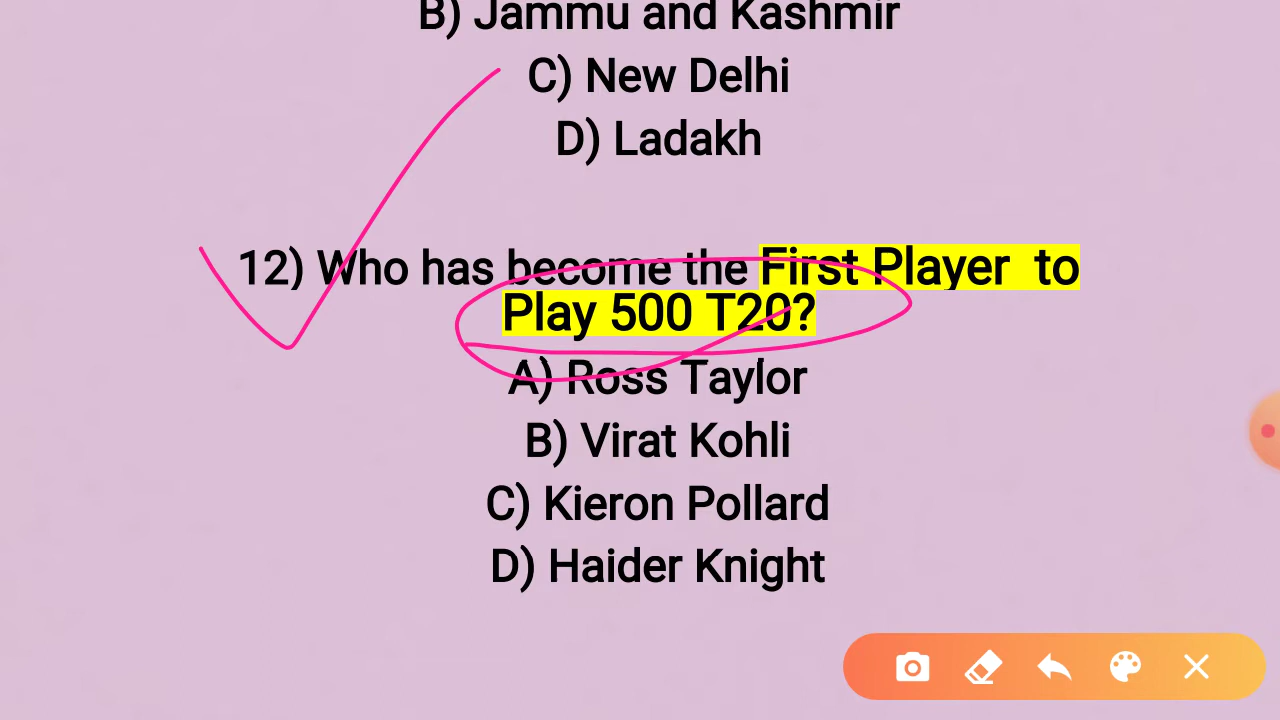 B) Jammu and Kashmir
C) New Delhi
D) Ladakh
12) Who has become the First Player to
Play 500 T20?
A) Ross Taylor
B) Virat Kohli
C) Kieron Pollard
D) Haider Knight